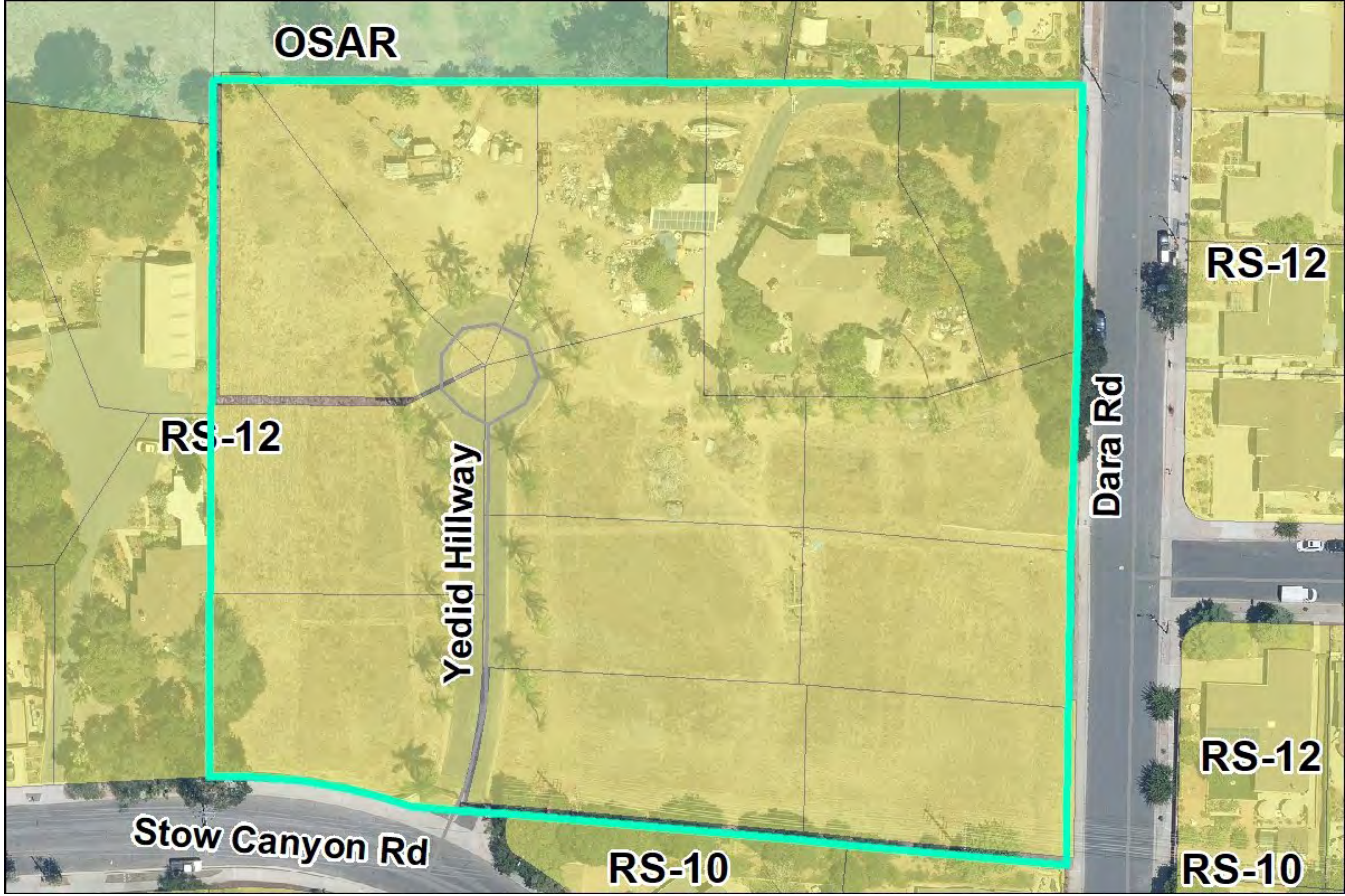 OSAR
RS-12
RS-12
Dara Rd
Yedid Hillway
RS-12
Stow Canyon Rd
RS-10
RS-10